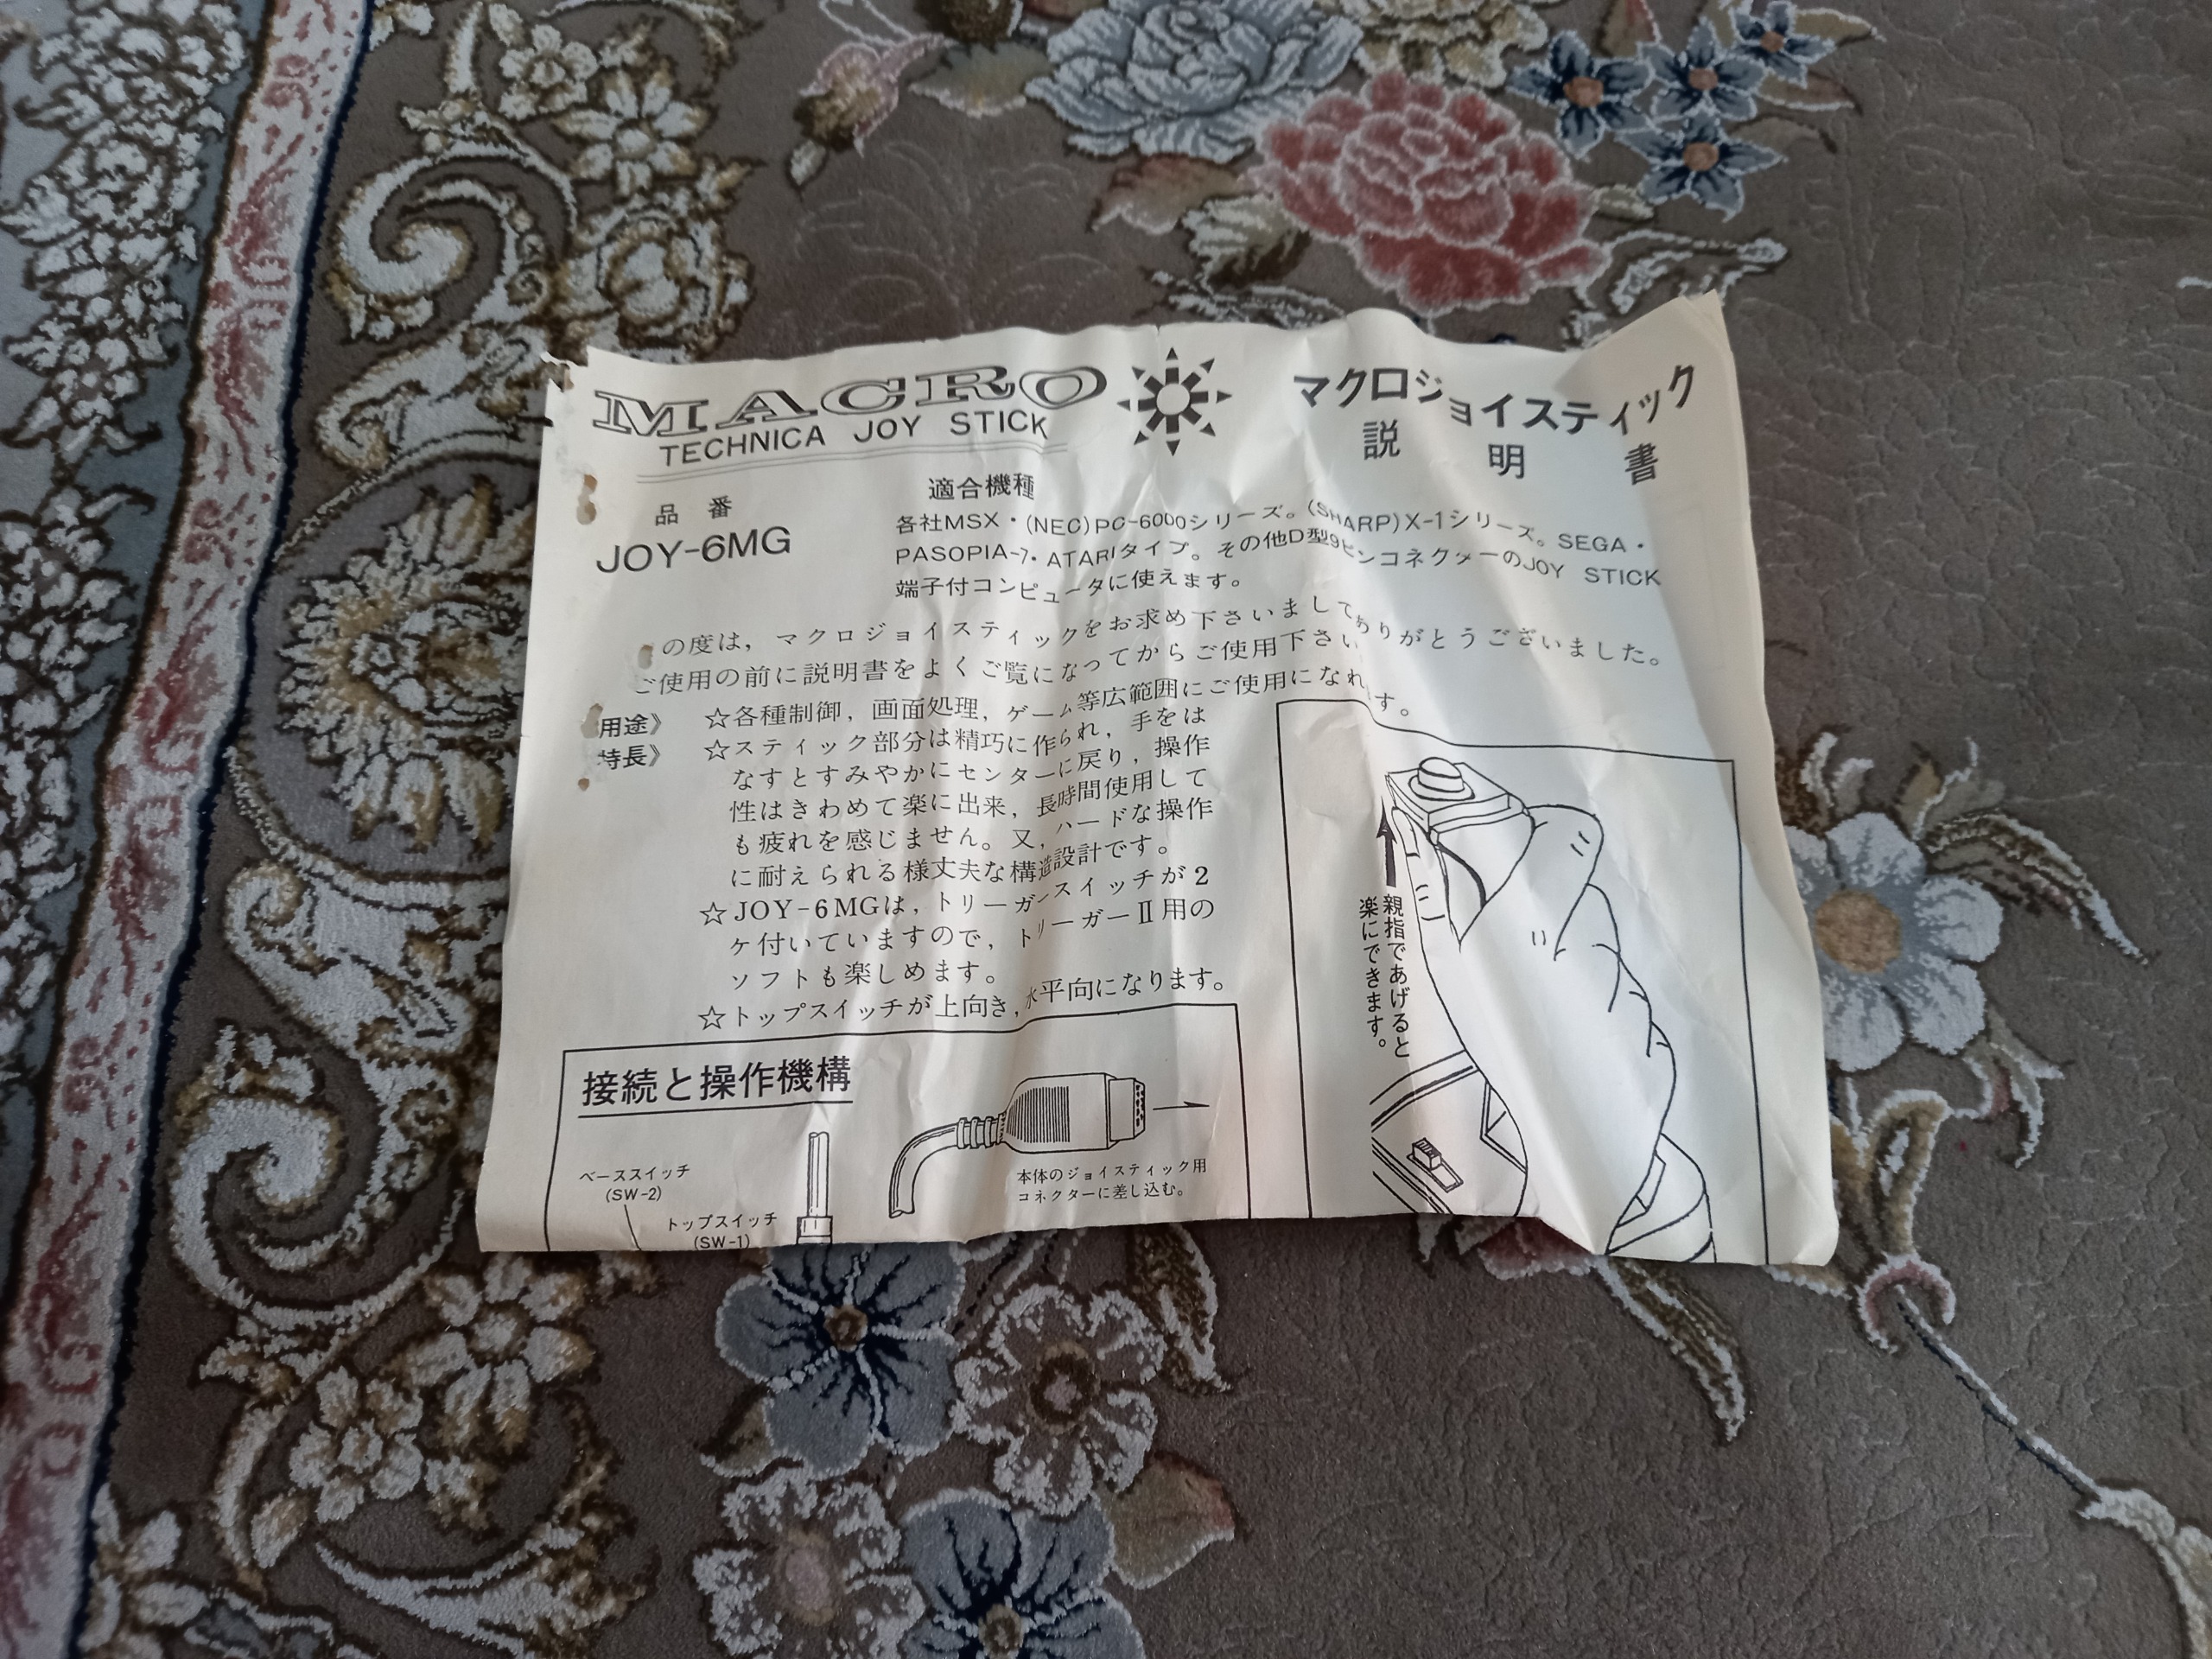 MACRO
TECHNICA JOY STICK
マクロジョイスティック
説明書
品番
JOY-6MG
適合機種
各社MSX・(NEC)PC-6000シリーズ。(SHARP)X-1シリーズ。SEGA・
PASOPIA-7・ATARIタイプ。その他D型9ピンコネクターのJOY STICK
端子付コンピュータに使えます。
の度は，マクロジョイスティックをお求め下さいましてありがとうございました。
ご使用の前に説明書をよくご覧になってからご使用下さい
用途》 ☆各種制御，画面処理，ゲーム等広範囲にご使用になれ す。
特長》 ☆スティック部分は精巧に作られ，手をは
なすとすみやかにセンターに戻り，操作
性はきわめて楽に出来，長時間使用して
も疲れを感じません。又，ハードな操作
に耐えられる様丈夫な構造設計です。
☆JOY-6MGは，トリガースイッチが2
ケ付いていますので，トリーガーⅡ用の
ソフトも楽しめます。
☆トップスイッチが上向き，水平向になります。
親指であげると
楽にできます。
接続と操作機構
ベーススイッチ
(SW-2)
トップスイッチ
(SW-1)
本体のジョイスティック用
コネクターに差し込む。